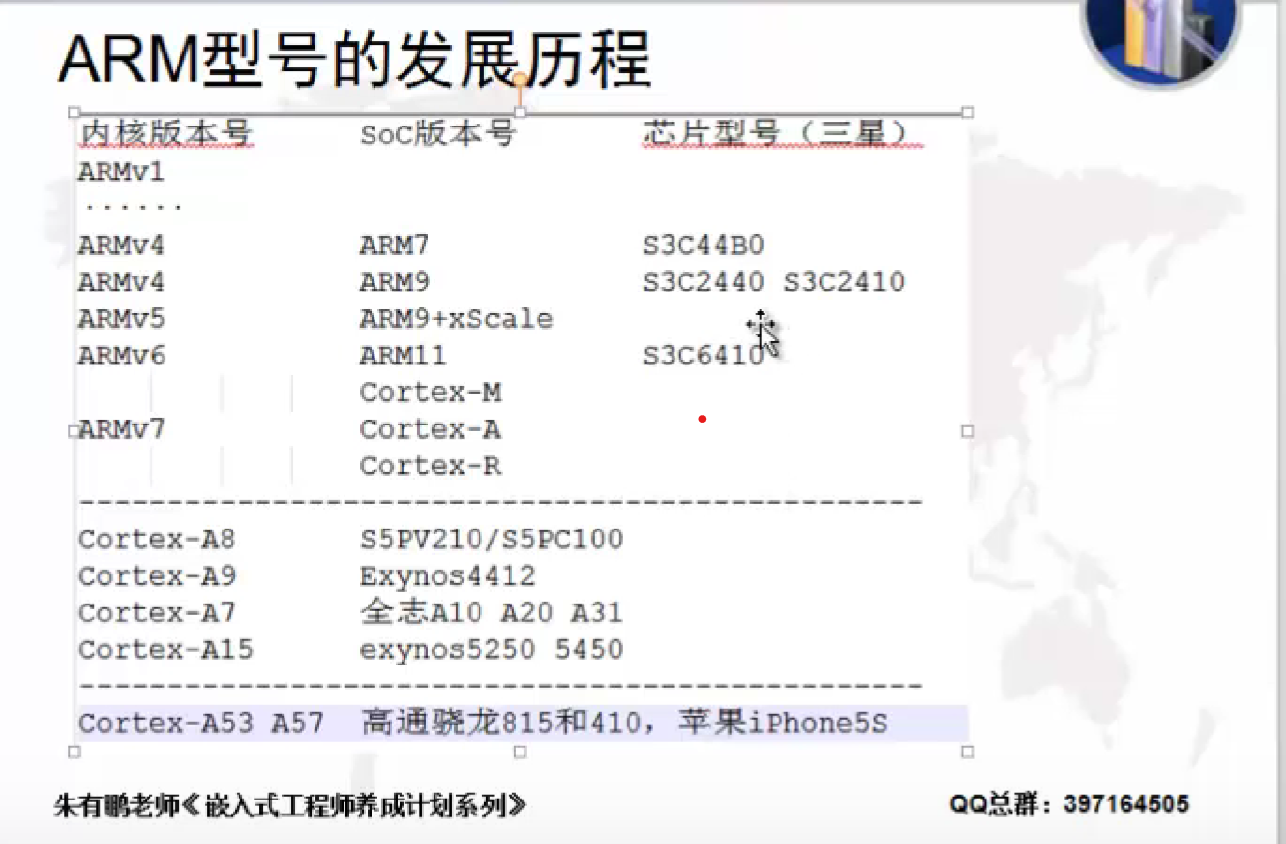 ARM型号的发展历程
内核版本号 SoC版本号 芯片型号（三星）
ARMv1
......
ARMv4 ARM7 S3C44B0
ARMv4 ARM9 S3C2440 S3C2410
ARMv5 ARM9+xScale
ARMv6 ARM11 S3C6410
Cortex-M
ARMv7 Cortex-A
Cortex-R
------------------------------------------------
Cortex-A8 S5PV210/S5PC100
Cortex-A9 Exynos4412
Cortex-A7 全志A10 A20 A31
Cortex-A15 exynos5250 5450
------------------------------------------------
Cortex-A53 A57 高通骁龙815和410，苹果iPhone5S
朱有鹏老师《嵌入式工程师养成计划系列》 QQ总群：397164505